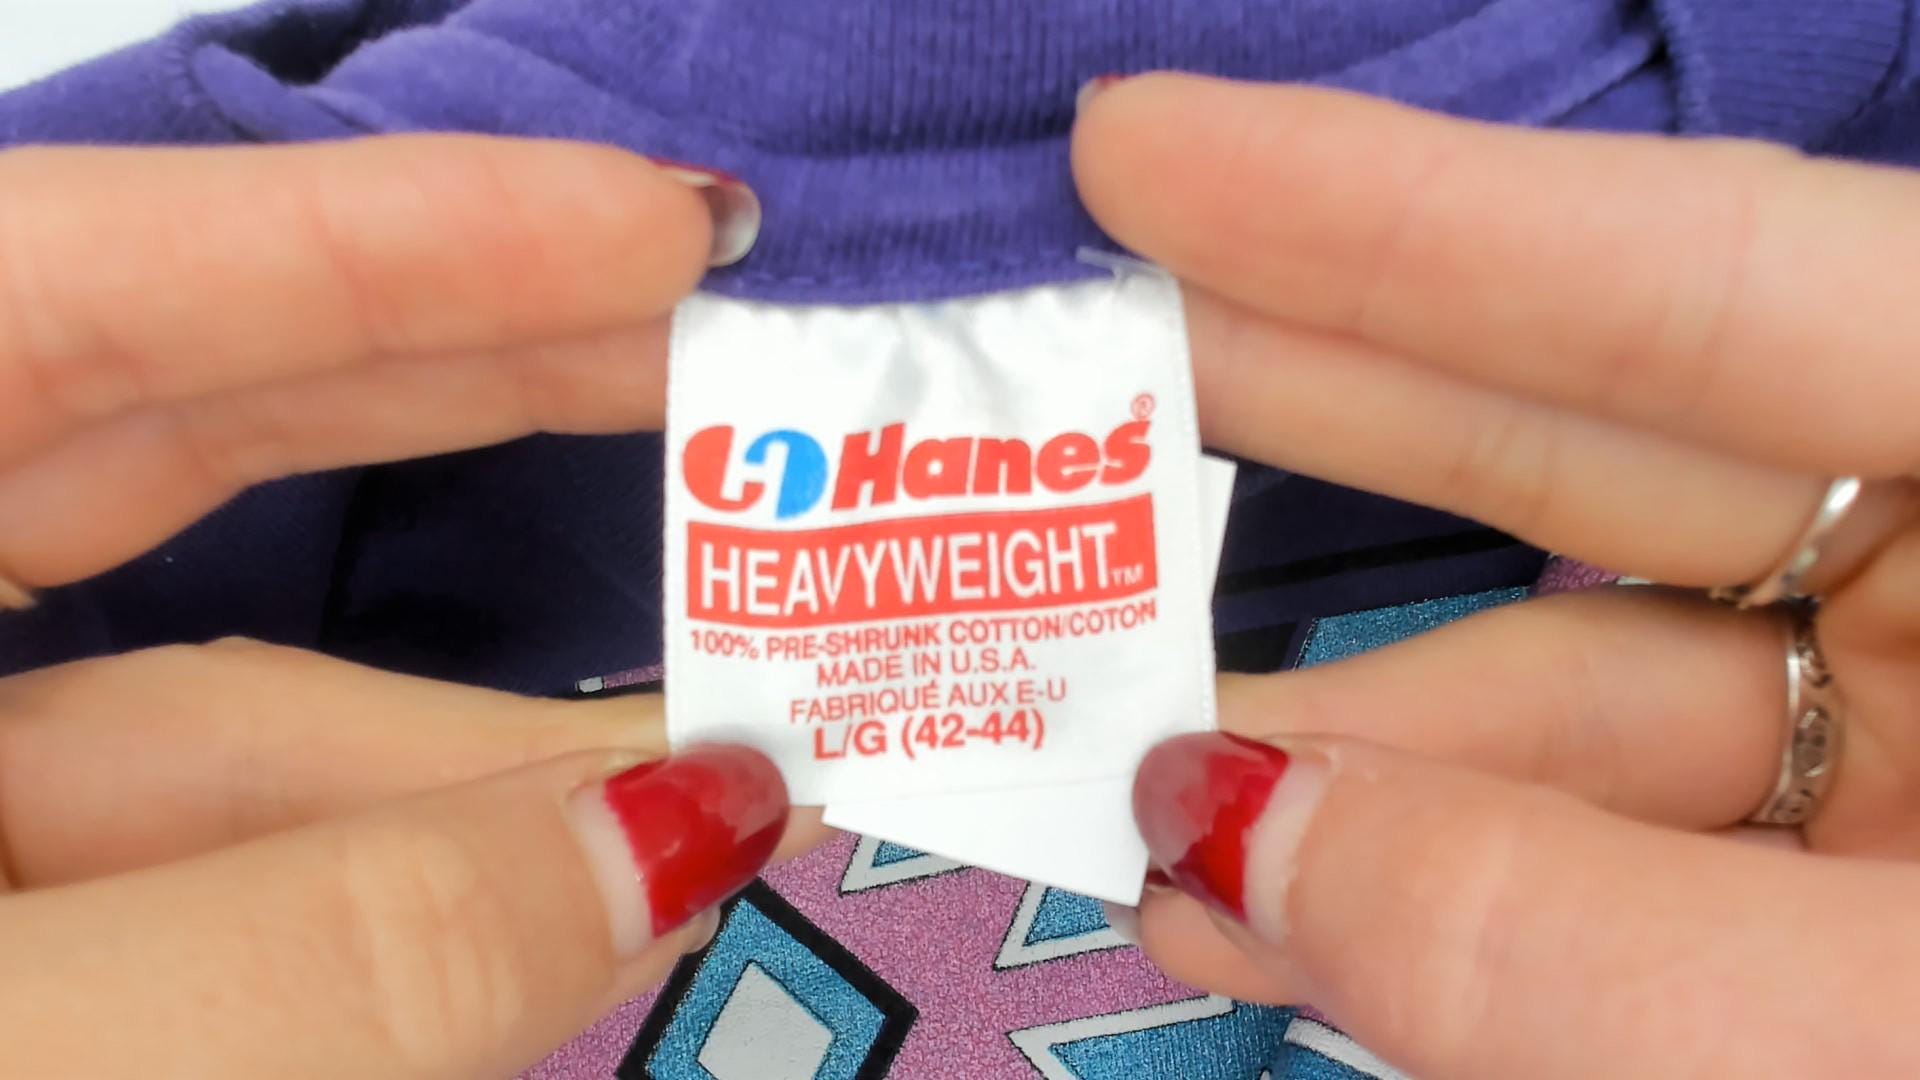 Hanes®
HEAVYWEIGHT™
100% PRE-SHRUNK COTTON/COTON
MADE IN U.S.A.
FABRIQUÉ AUX E-U
L/G (42-44)